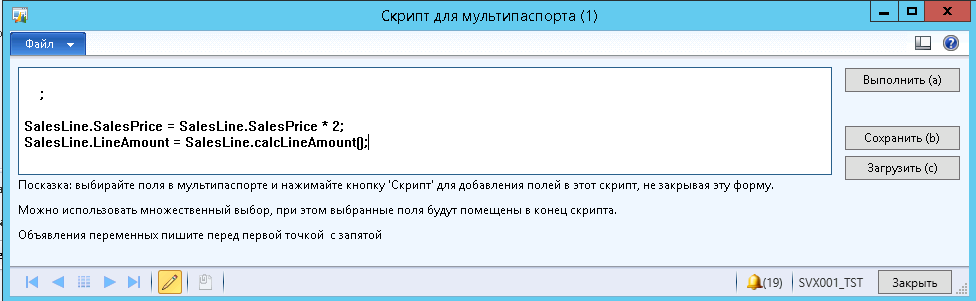 Скрипт для мультипаспорта (1)
Файл
;
SalesLine.SalesPrice = SalesLine.SalesPrice * 2;
SalesLine.LineAmount = SalesLine.calcLineAmount();
Выполнить (a)
Сохранить (b)
Загрузить (c)
Посказка: выбирайте поля в мультипаспорте и нажимайте кнопку 'Скрипт' для добавления полей в этот скрипт, не закрывая эту форму.
Можно использовать множественный выбор, при этом выбранные поля будут помещены в конец скрипта.
Объявления переменных пишите перед первой точкой  с запятой
(19)
SVX001_TST
Закрыть